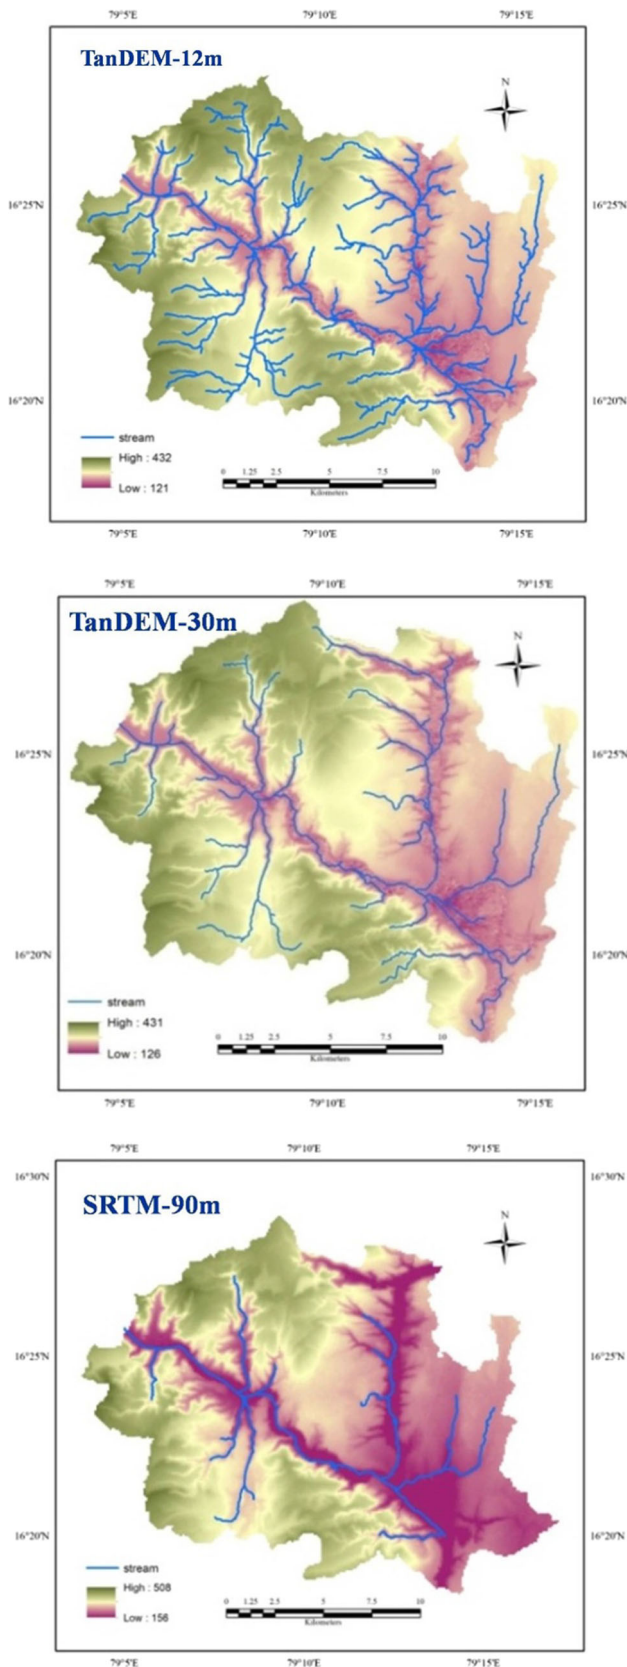 79°5'E 79°10'E 79°15'E
TanDEM-12m
N
16°25'N 16°25'N
16°20'N 16°20'N
stream
High : 432
Low : 121
0 1.25 2.5 5 7.5 10
Kilometers
79°5'E 79°10'E 79°15'E
79°5'E 79°10'E 79°15'E
TanDEM-30m
N
16°25'N 16°25'N
16°20'N 16°20'N
stream
High : 431
Low : 126
0 1.25 2.5 5 7.5 10
Kilometers
79°5'E 79°10'E 79°15'E
79°5'E 79°10'E 79°15'E
16°30'N 16°30'N
SRTM-90m
N
16°25'N 16°25'N
16°20'N 16°20'N
stream
High : 508
Low : 156
0 1.25 2.5 5 7.5 10
Kilometers
79°5'E 79°10'E 79°15'E